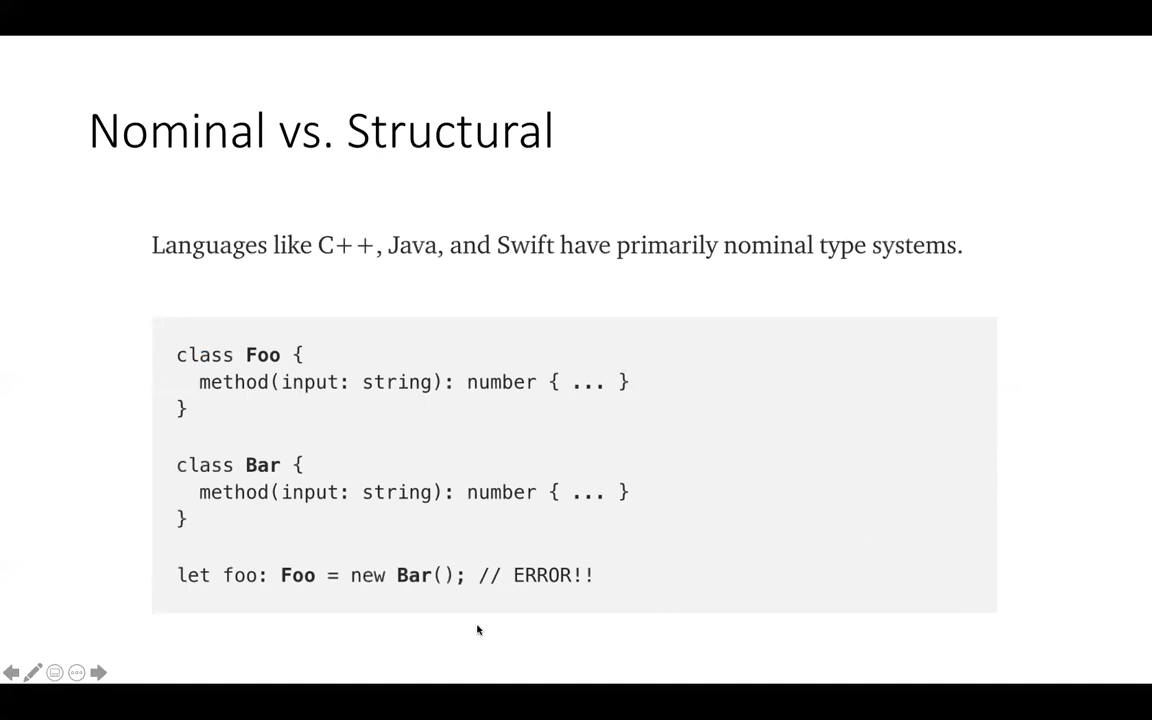 Nominal vs. Structural
Languages like C++, Java, and Swift have primarily nominal type systems.
class Foo {
  method(input: string): number { ... }
}
class Bar {
  method(input: string): number { ... }
}
let foo: Foo = new Bar(); // ERROR!!